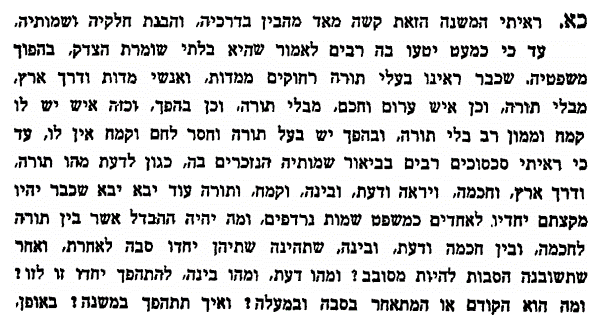 כא. ראיתי המשנה הזאת קשה מאד מהבין בדרכיה, והבנת חלקיה ושמותיה,
עד כי כמעט יטעו בה רבים לאמור שהיא בלתי שומרת הצדק, בהפוך
משפטיה. שכבר ראינו בעלי תורה רחוקים ממדות, ואנשי מדות ודרך ארץ,
מבלי תורה, וכן איש ערום וחכם, מבלי תורה, וכן בהפך, וכזה איש יש לו
קמח וממון רב בלי תורה, ובהפך יש בעל תורה וחסר לחם וקמח אין לו, עד
כי ראיתי סכסוכים רבים בביאור שמותיה הנזכרים בה, כגון לדעת מהו תורה,
ודרך ארץ, וחכמה, ויראה ודעת, ובינה, וקמח, ותורה עוד יבא יבא שכבר יהיו
מקצתם יחדיו לאחדים כמשפט שמות נרדפים, ומה יהיה ההבדל אשר בין תורה
לחכמה, ובין חכמה ודעת, ובינה, שתהינה שתיהן יחדו סבה לאחרת, ואחר
שתשובנה הסבות להיות מסובב? ומהו דעת, ומהו בינה, להתהפך יחדו זו לזו?
ומה הוא הקודם או המתאחר בסבה ובמעלה? ואיך תתהפך במשנה? באופן,